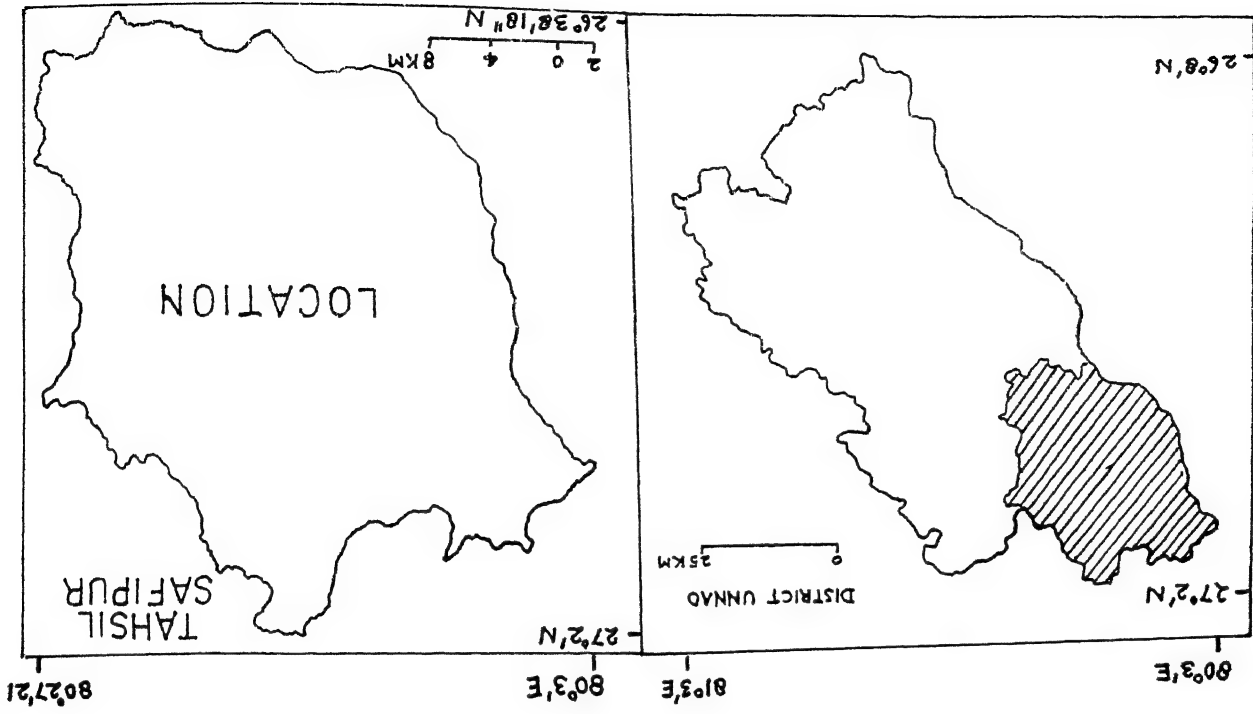 80°3'E
81°3'E
27°2'N
DISTRICT UNNAO
0 25KM
26°8'N
80°3'E
80°27'21
27°2'N
TAHSIL
SAFIPUR
LOCATION
2 0 4 8KM
26°38'18"N